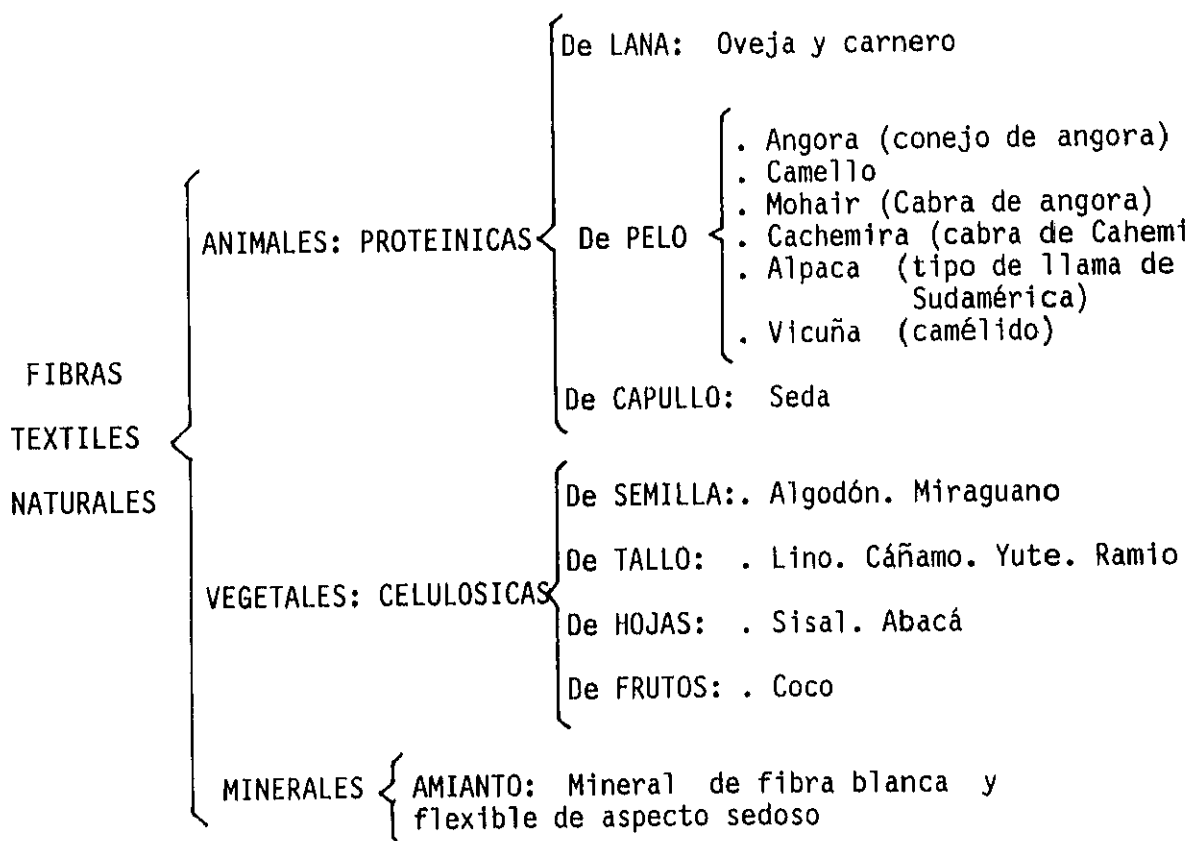 FIBRAS
TEXTILES
NATURALES
ANIMALES: PROTEINICAS
De LANA: Oveja y carnero
De PELO
. Angora (conejo de angora)
. Camello
. Mohair (Cabra de angora)
. Cachemira (cabra de Cahemi
. Alpaca (tipo de llama de
Sudamérica)
. Vicuña (camélido)
De CAPULLO: Seda
VEGETALES: CELULOSICAS
De SEMILLA:. Algodón. Miraguano
De TALLO: . Lino. Cáñamo. Yute. Ramio
De HOJAS: . Sisal. Abacá
De FRUTOS: . Coco
MINERALES
AMIANTO: Mineral de fibra blanca y
flexible de aspecto sedoso